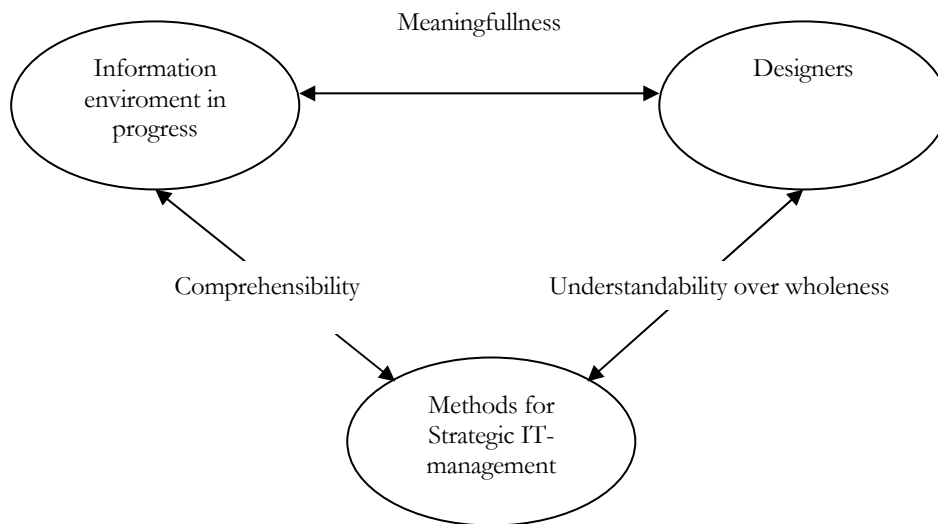 Meaningfullness
Information
enviroment in
progress
Designers
Comprehensibility
Understandability over wholeness
Methods for
Strategic IT-
management